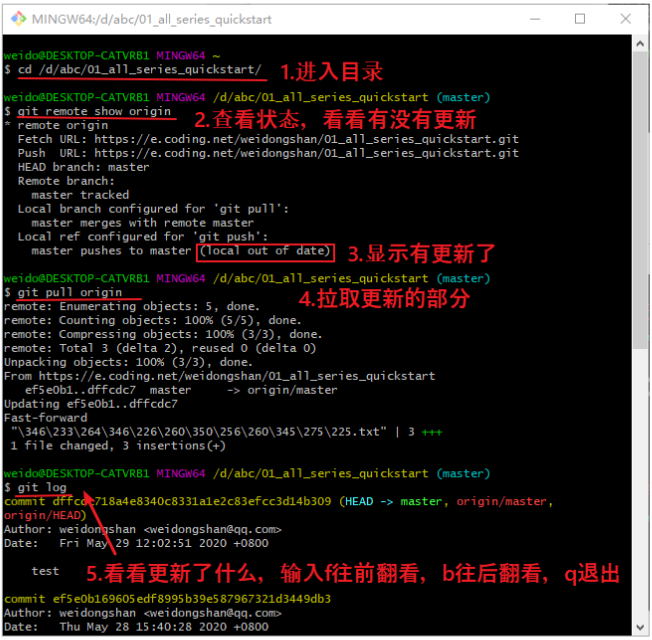 MINGW64:/d/abc/01_all_series_quickstart
weido@DESKTOP-CATVRB1 MINGW64 ~
$ cd /d/abc/01_all_series_quickstart/
1.进入目录
weido@DESKTOP-CATVRB1 MINGW64 /d/abc/01_all_series_quickstart (master)
$ git remote show origin
2.查看状态，看看有没有更新
* remote origin
Fetch URL: https://e.coding.net/weidongshan/01_all_series_quickstart.git
Push  URL: https://e.coding.net/weidongshan/01_all_series_quickstart.git
HEAD branch: master
Remote branch:
master tracked
Local branch configured for 'git pull':
master merges with remote master
Local ref configured for 'git push':
master pushes to master (local out of date)
3.显示有更新了
weido@DESKTOP-CATVRB1 MINGW64 /d/abc/01_all_series_quickstart (master)
$ git pull origin
4.拉取更新的部分
remote: Enumerating objects: 5, done.
remote: Counting objects: 100% (5/5), done.
remote: Compressing objects: 100% (3/3), done.
remote: Total 3 (delta 2), reused 0 (delta 0)
Unpacking objects: 100% (3/3), done.
From https://e.coding.net/weidongshan/01_all_series_quickstart
ef5e0b1..dffcdc7  master     -> origin/master
Updating ef5e0b1..dffcdc7
Fast-forward
"\346\233\264\346\226\260\350\256\260\345\275\225.txt" | 3 +++
1 file changed, 3 insertions(+)
weido@DESKTOP-CATVRB1 MINGW64 /d/abc/01_all_series_quickstart (master)
$ git log
commit dffcdc718a4e8340c8331a1e2c83efcc3d14b309 (HEAD -> master, origin/master,
origin/HEAD)
Author: weidongshan <weidongshan@qq.com>
Date:   Fri May 29 12:02:51 2020 +0800
test
5.看看更新了什么，输入f往前翻看，b往后翻看，q退出
commit ef5e0b169605edf8995b39e587967321d3449db3
Author: weidongshan <weidongshan@qq.com>
Date:   Thu May 28 15:40:28 2020 +0800